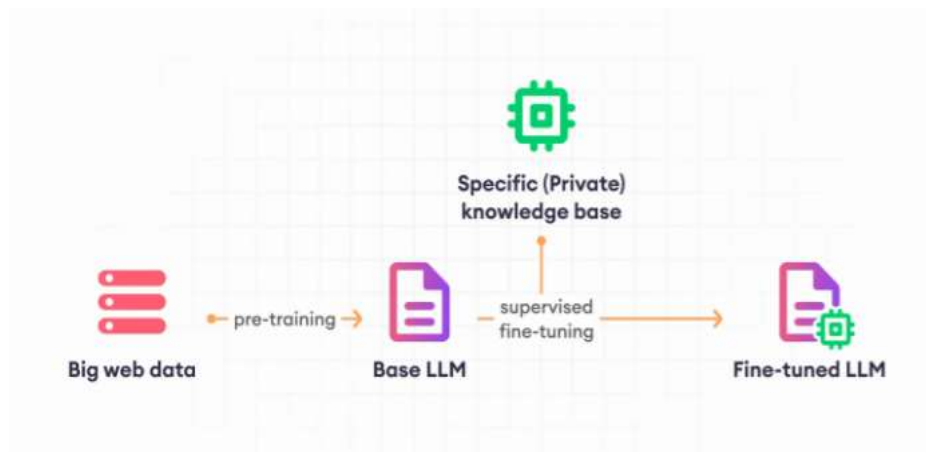 Specific (Private)
knowledge base
pre-training
supervised
fine-tuning
Big web data
Base LLM
Fine-tuned LLM